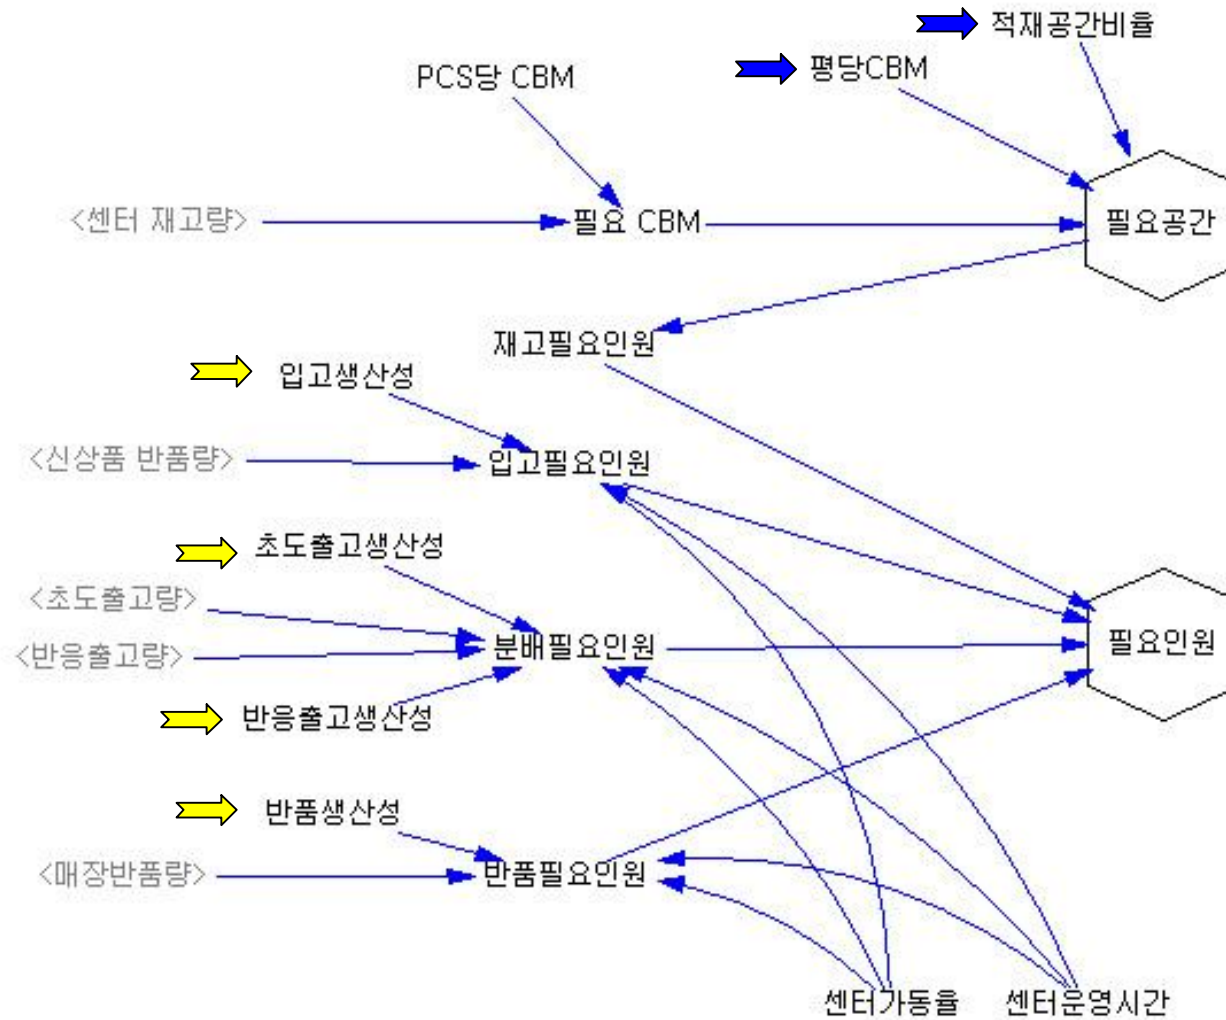 적재공간비율
평당CBM
PCS당 CBM
<센터 재고량>
필요 CBM
필요공간
재고필요인원
입고생산성
<신상품 반품량>
입고필요인원
초도출고생산성
<초도출고량>
<반응출고량>
분배필요인원
필요인원
반응출고생산성
반품생산성
<매장반품량>
반품필요인원
센터가동율
센터운영시간